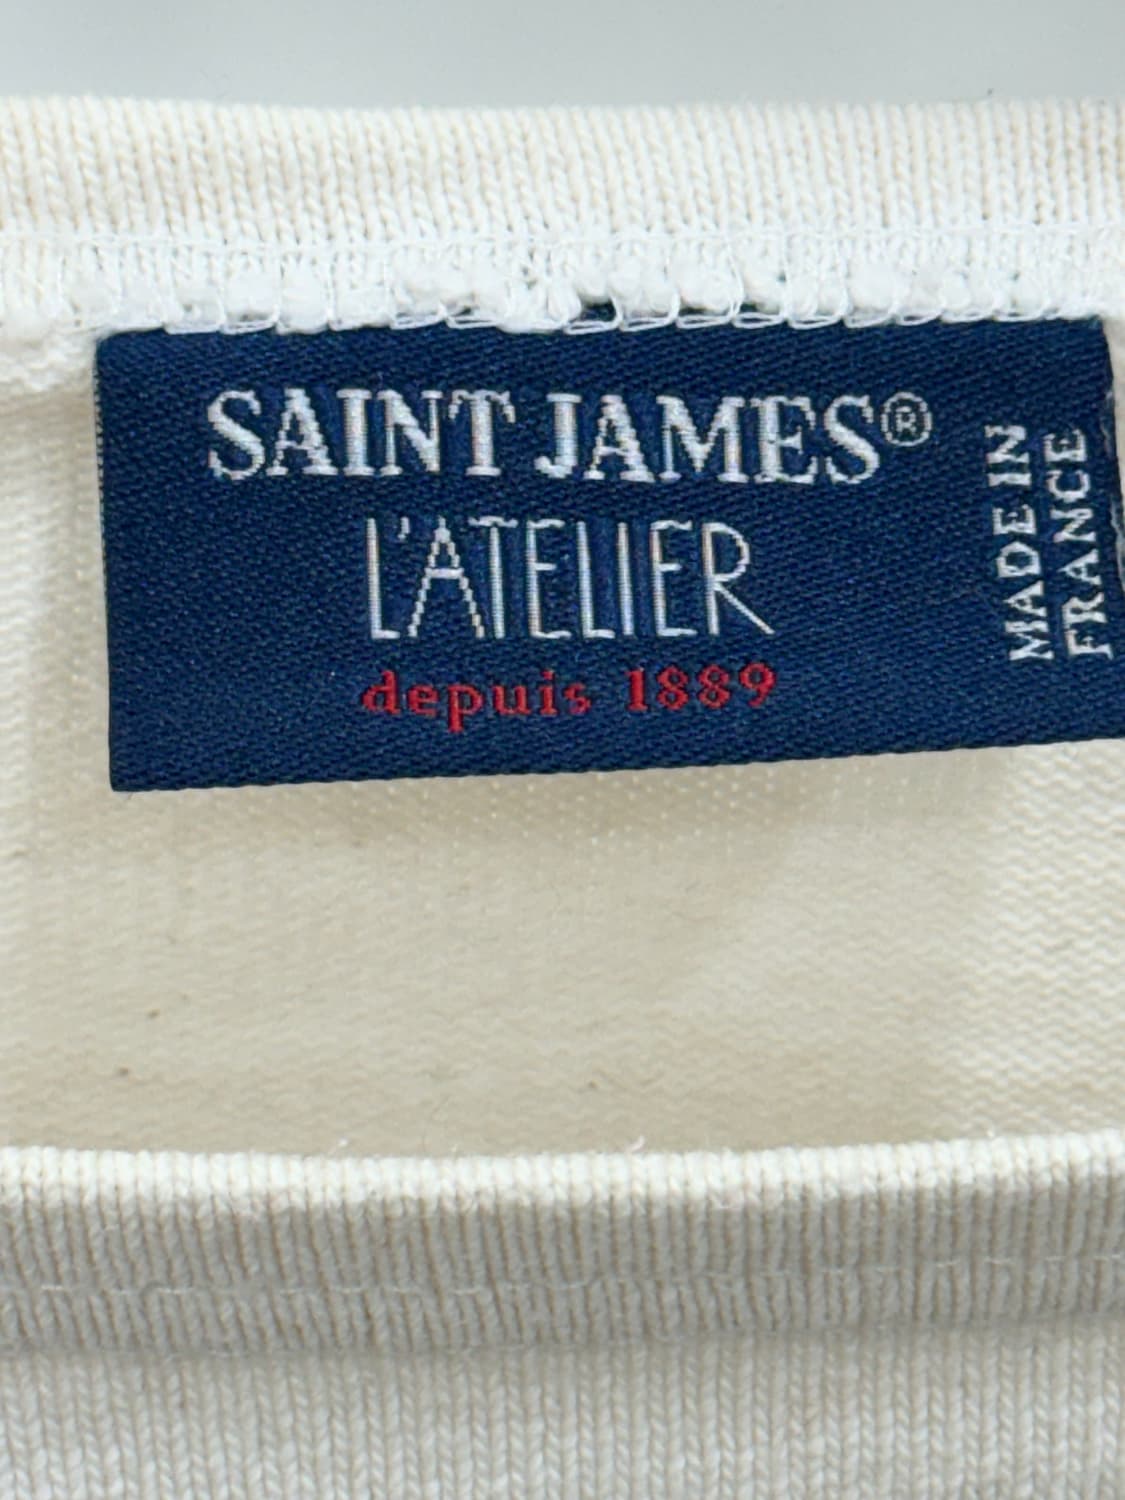 SAINT JAMES®
L'ATELIER
depuis 1889
MADE IN
FRANCE